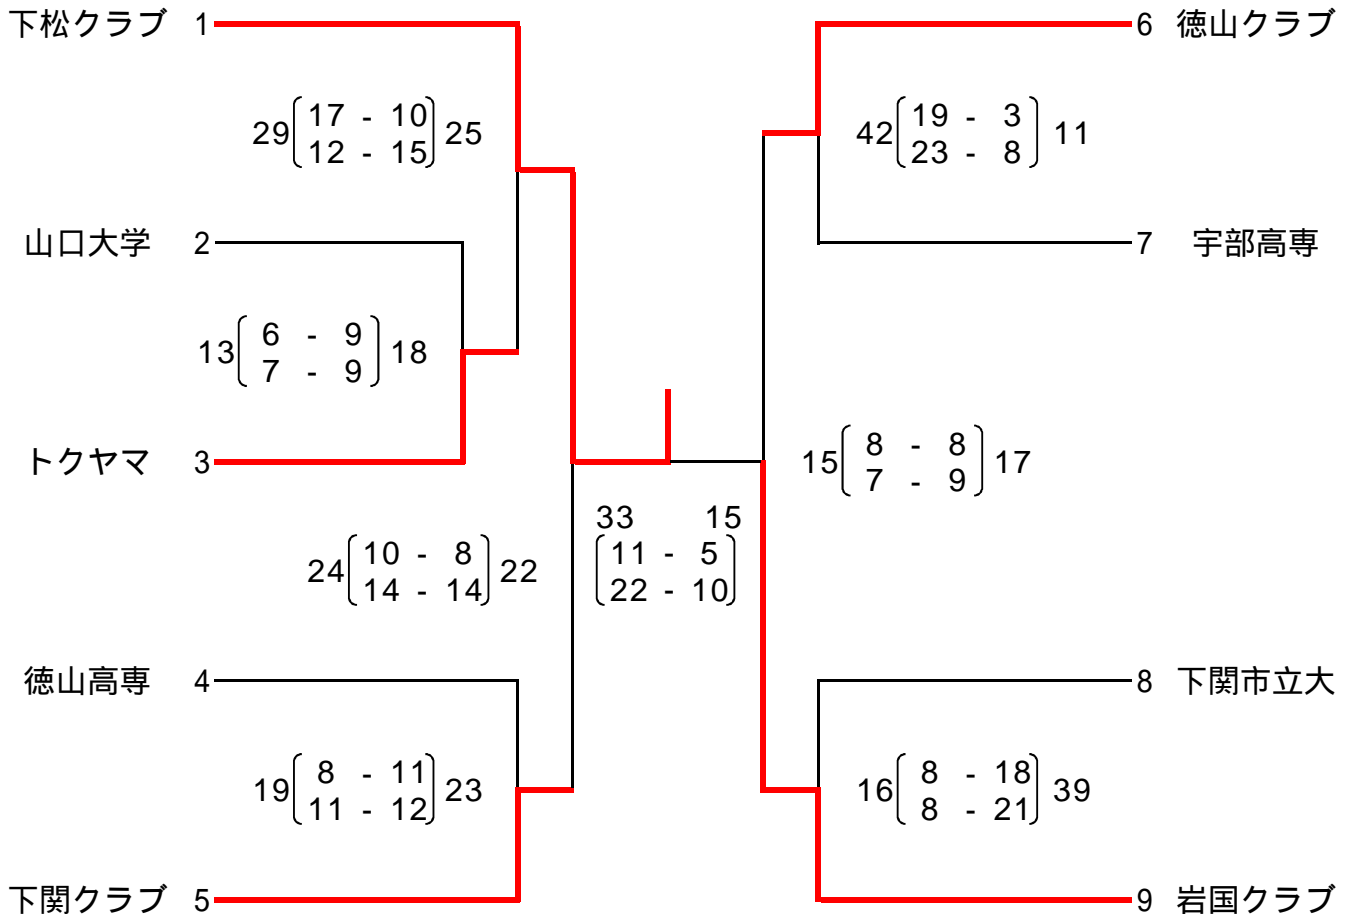 下松クラブ 1
6 徳山クラブ
29 17 - 10 25
12 - 15
42 19 - 3 11
23 - 8
山口大学 2
7 宇部高専
13 6 - 9 18
7 - 9
トクヤマ 3
15 8 - 8 17
7 - 9
33 15
11 - 5
22 - 10
24 10 - 8 22
14 - 14
徳山高専 4
8 下関市立大
19 8 - 11 23
11 - 12
16 8 - 18 39
8 - 21
下関クラブ 5
9 岩国クラブ